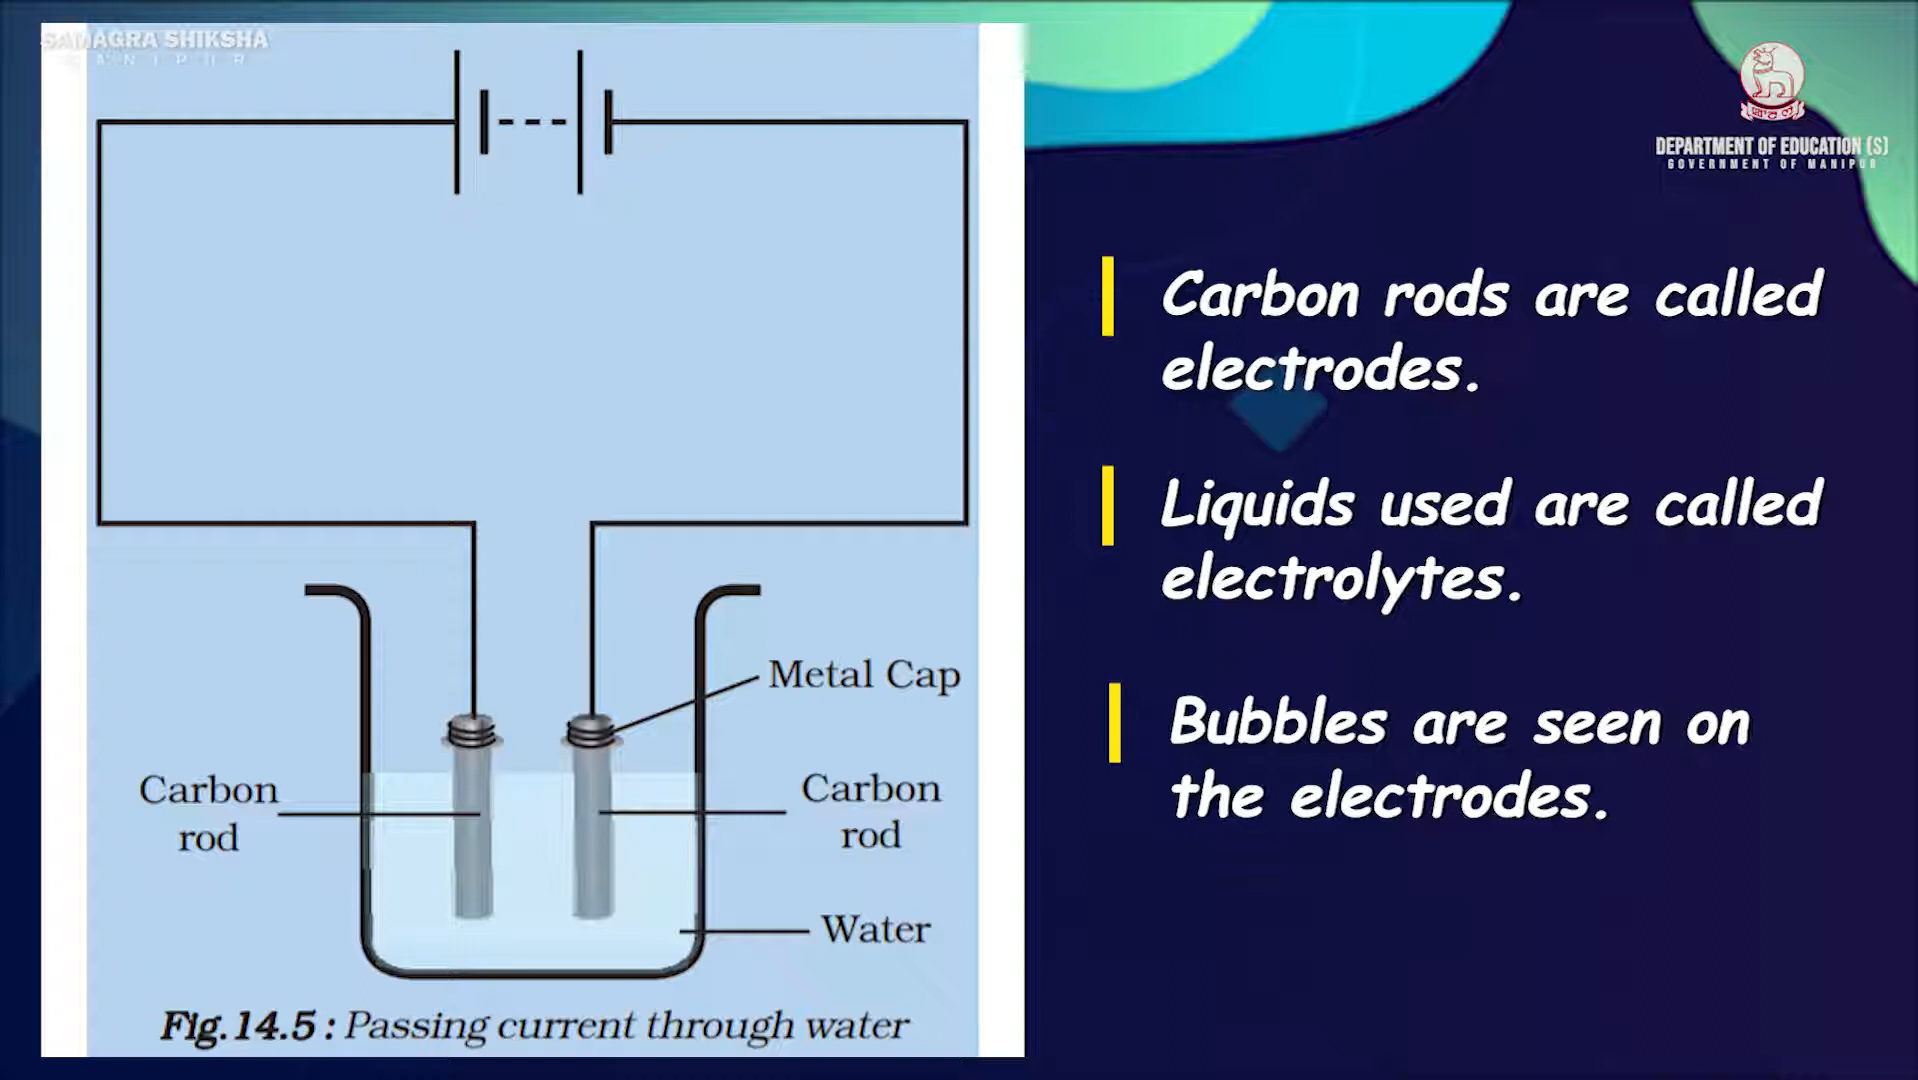 SAMAGRA SHIKSHA
MANIPUR
DEPARTMENT OF EDUCATION (S)
GOVERNMENT OF MANIPUR
Carbon rods are called
electrodes.
Liquids used are called
electrolytes.
Bubbles are seen on
the electrodes.
Metal Cap
Carbon
rod
Carbon
rod
Water
Fig. 14.5 : Passing current through water